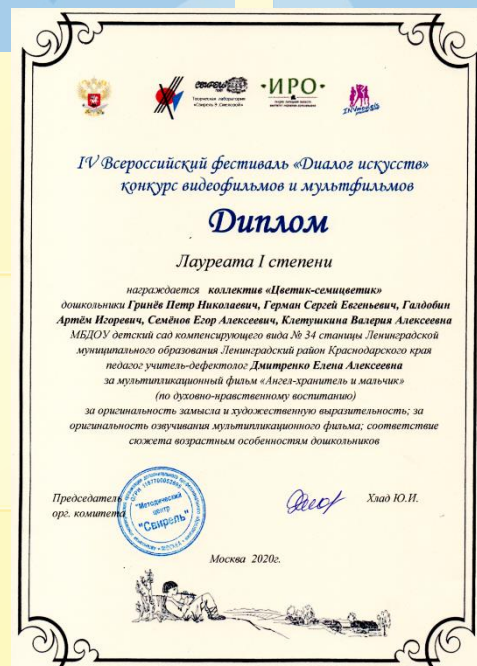 Свирель
Творческая лаборатория
ИРО
IV Всероссийский фестиваль «Диалог искусств»
конкурс видеофильмов и мультфильмов
Диплом
Лауреата I степени
награждается коллектив «Цветик-семицветик»
дошкольники Гринёв Петр Николаевич, Герман Сергей Евгеньевич, Галдобин
Артём Игоревич, Семёнов Егор Алексеевич, Клетушкина Валерия Алексеевна
МБДОУ детский сад компенсирующего вида № 34 станицы Ленинградской
муниципального образования Ленинградский район Краснодарского края
педагог учитель-дефектолог Дмитренко Елена Алексеевна
за мультипликационный фильм «Ангел-хранитель и мальчик»
(по духовно-нравственному воспитанию)
за оригинальность замысла и художественную выразительность; за
оригинальность озвучивания мультипликационного фильма; соответствие
сюжета возрастным особенностям дошкольников
Председатель
орг. комитета
"Методический
центр
"Свирель"
Хлад Ю.И.
Москва 2020г.